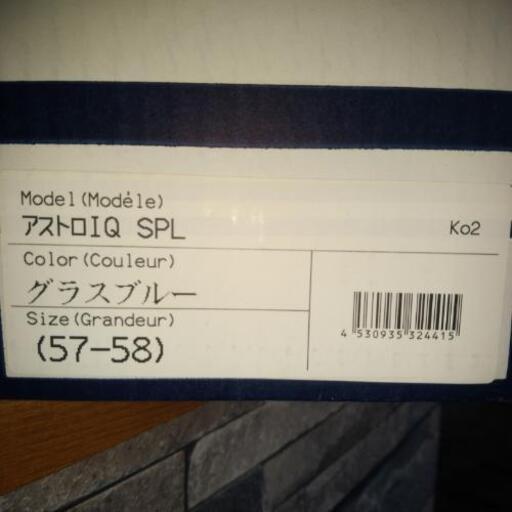 Model(Modèle)
アストロIQ SPL
Ko2
Color(Couleur)
グラスブルー
Size(Grandeur)
(57-58)
4 530935 324415